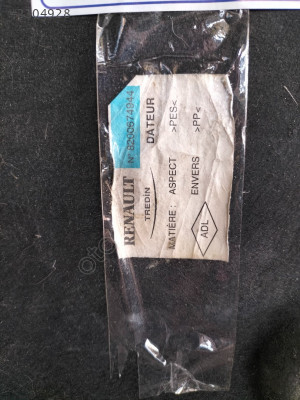 04928
RENAULT
N° 8200674944
TREDIN
DATEUR
MATIÈRE : ASPECT >PES<
ENVERS >PP<
ADL